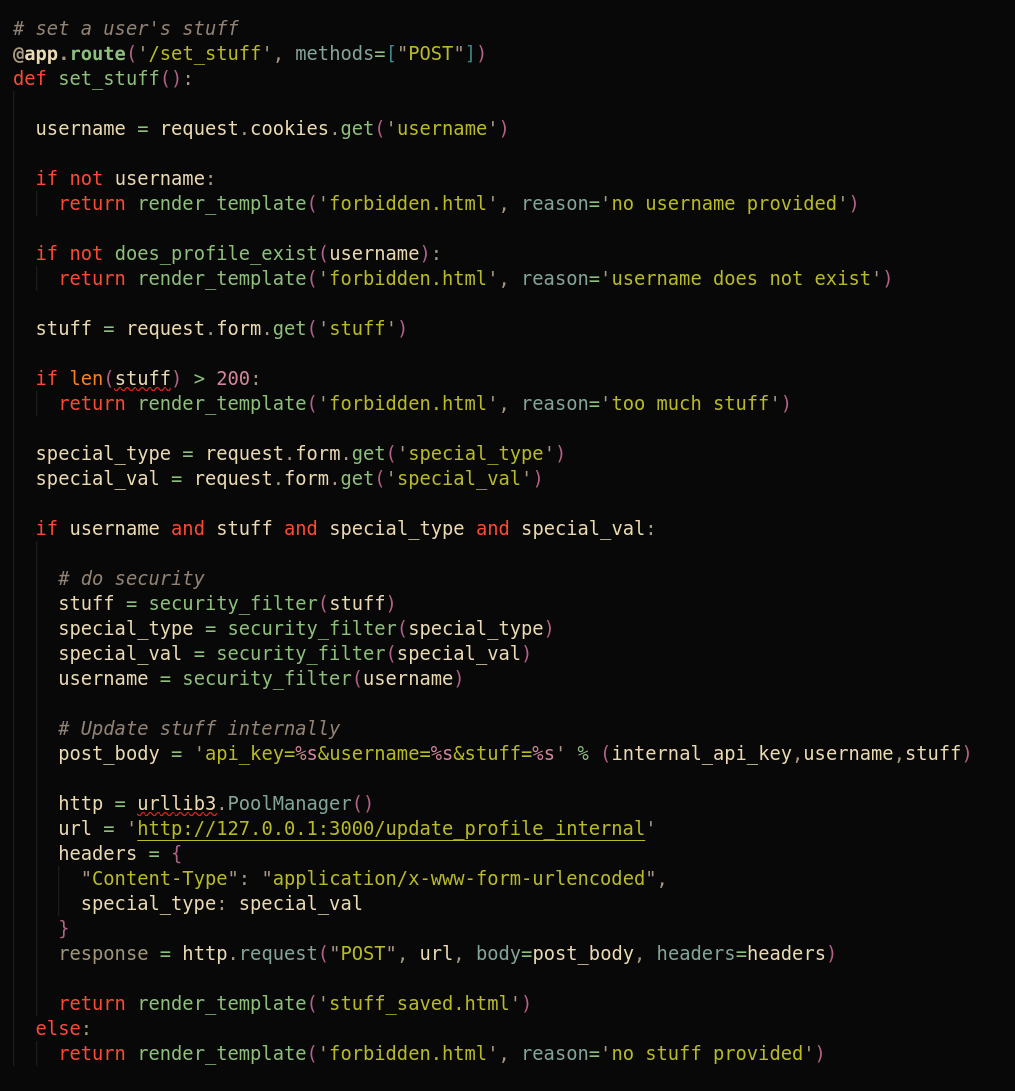 # set a user's stuff
@app.route('/set_stuff', methods=["POST"])
def set_stuff():
username = request.cookies.get('username')
if not username:
return render_template('forbidden.html', reason='no username provided')
if not does_profile_exist(username):
return render_template('forbidden.html', reason='username does not exist')
stuff = request.form.get('stuff')
if len(stuff) > 200:
return render_template('forbidden.html', reason='too much stuff')
special_type = request.form.get('special_type')
special_val = request.form.get('special_val')
if username and stuff and special_type and special_val:
# do security
stuff = security_filter(stuff)
special_type = security_filter(special_type)
special_val = security_filter(special_val)
username = security_filter(username)
# Update stuff internally
post_body = 'api_key=%s&username=%s&stuff=%s' % (internal_api_key,username,stuff)
http = urllib3.PoolManager()
url = 'http://127.0.0.1:3000/update_profile_internal'
headers = {
"Content-Type": "application/x-www-form-urlencoded",
special_type: special_val
}
response = http.request("POST", url, body=post_body, headers=headers)
return render_template('stuff_saved.html')
else:
return render_template('forbidden.html', reason='no stuff provided')